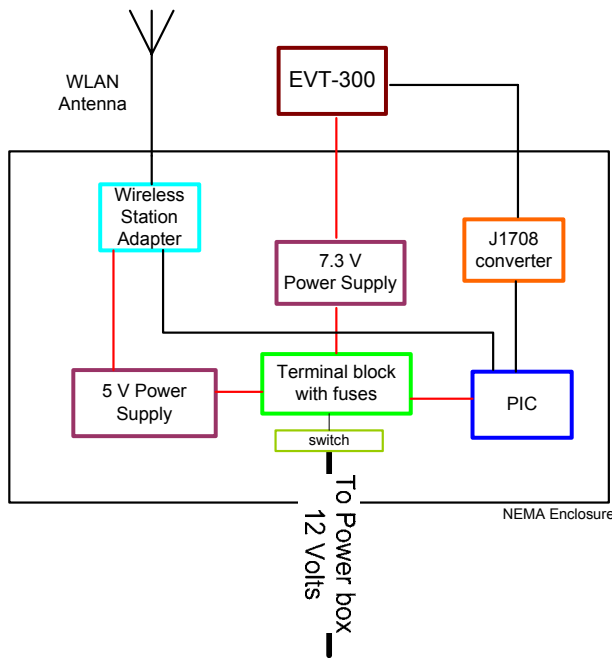 WLAN
Antenna
EVT-300
Wireless
Station
Adapter
7.3 V
Power Supply
J1708
converter
5 V Power
Supply
Terminal block
with fuses
PIC
switch
NEMA Enclosure
To Power box
12 Volts